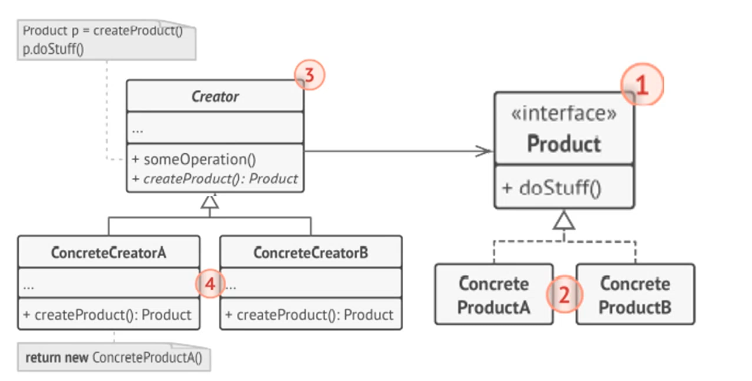 Product p = createProduct()
p.doStuff()
3
Creator
...
+ someOperation()
+ createProduct(): Product
1
«interface»
Product
+ doStuff()
ConcreteCreatorA
...
+ createProduct(): Product
4
ConcreteCreatorB
...
+ createProduct(): Product
Concrete
ProductA
2
Concrete
ProductB
return new ConcreteProductA()